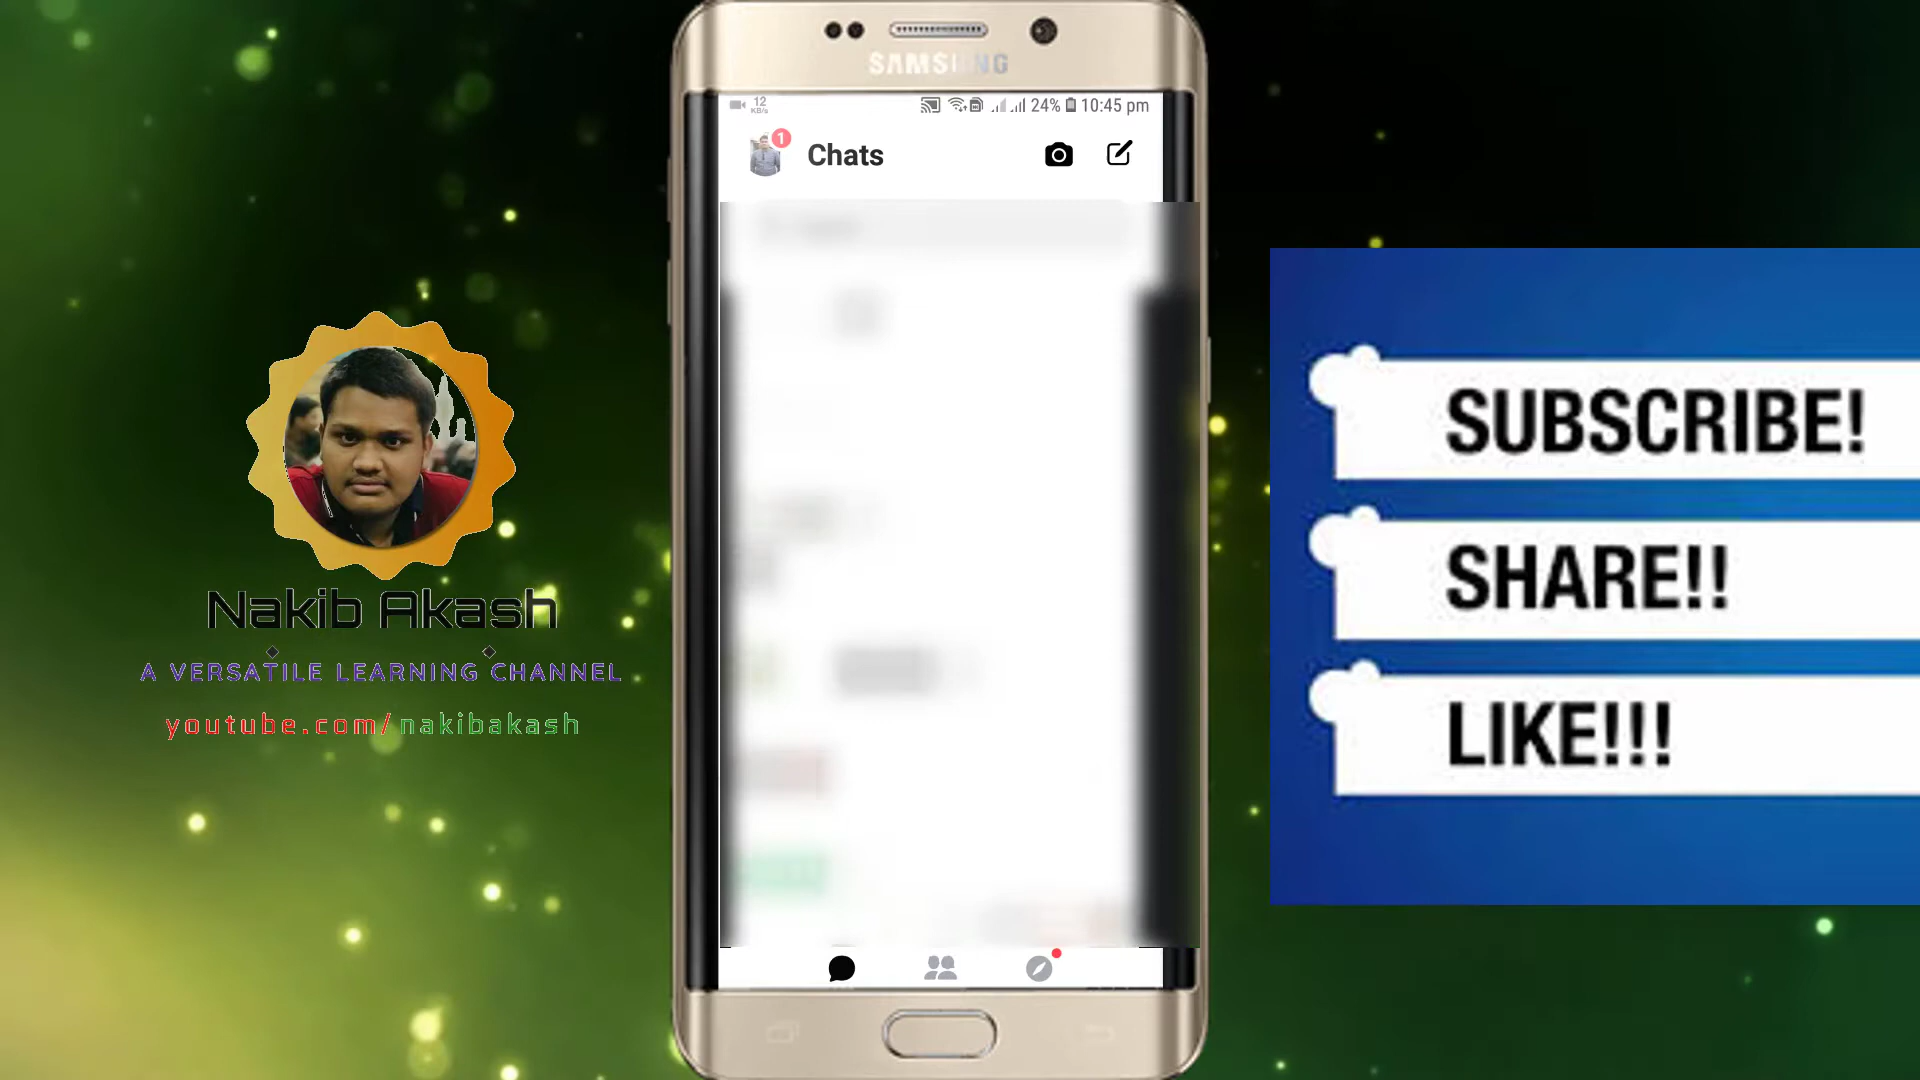 SAMSUNG
12
KB/s
24%
10:45 pm
1
Chats
Nakib Akash
A VERSATILE LEARNING CHANNEL
youtube.com/nakibakash
SUBSCRIBE!
SHARE!!
LIKE!!!